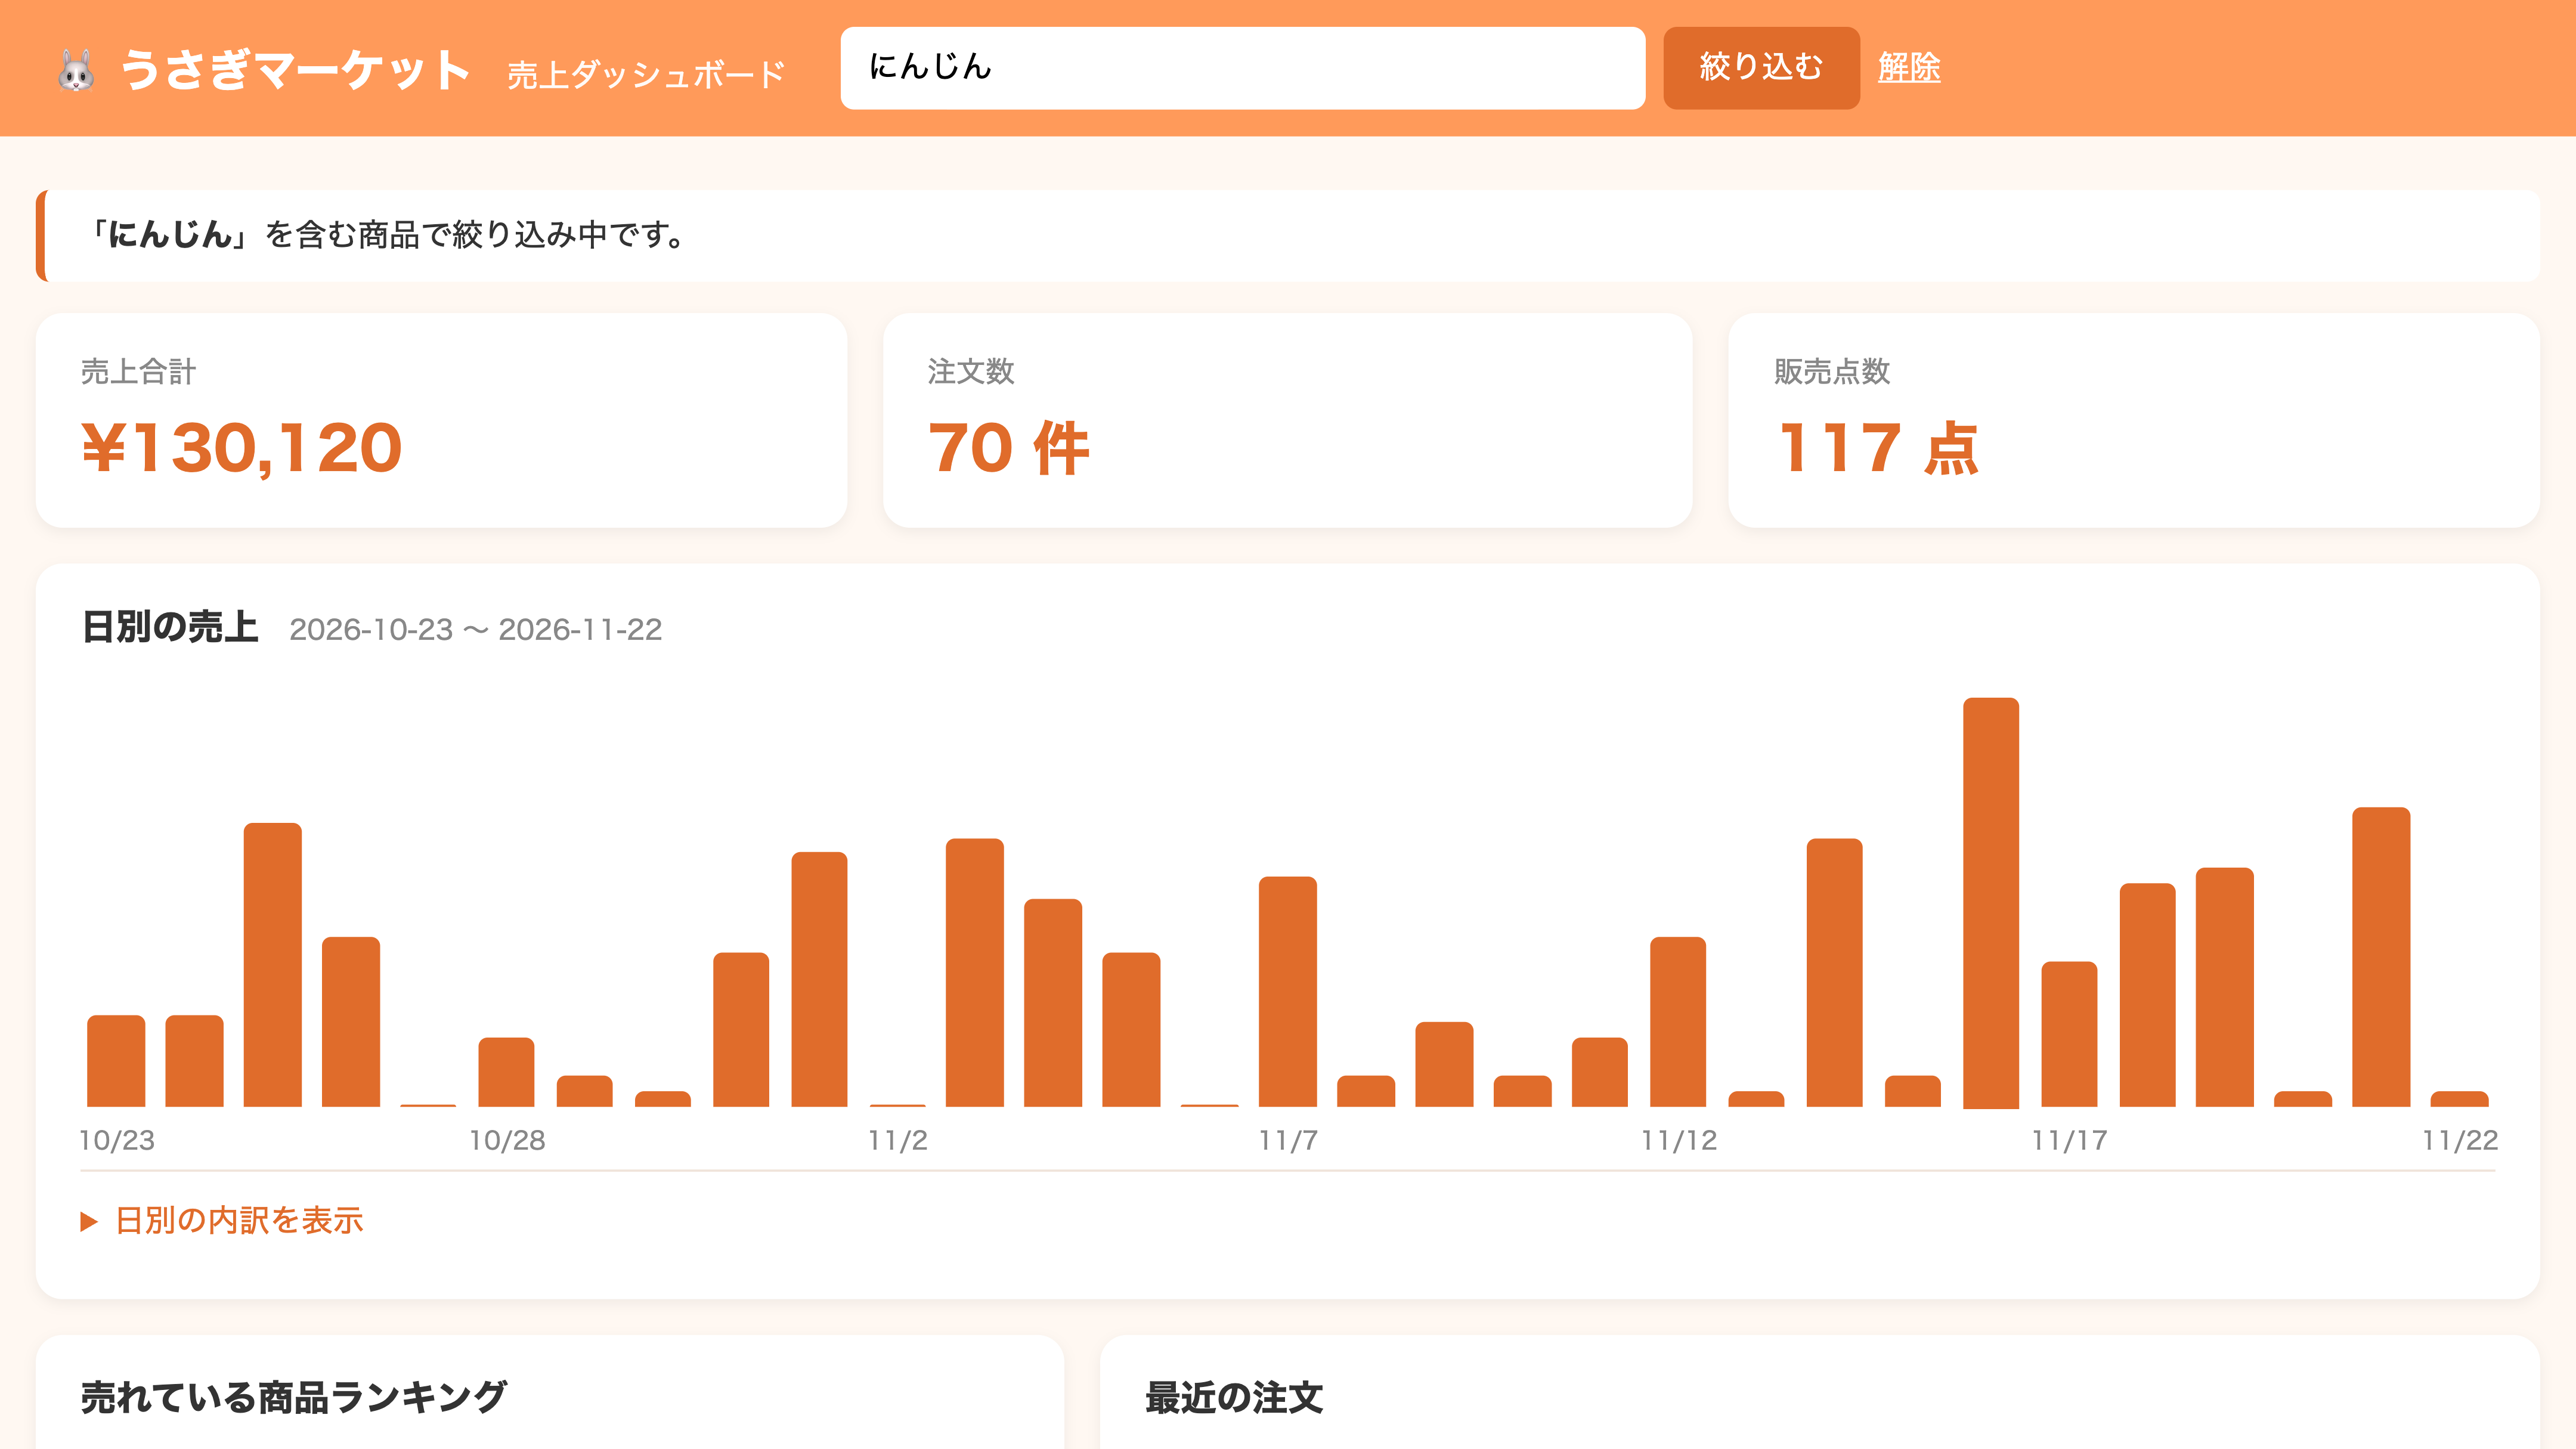 うさぎマーケット 売上ダッシュボード にんじん 絞り込む 解除
「にんじん」を含む商品で絞り込み中です。
売上合計
¥130,120
注文数
70 件
販売点数
117 点
日別の売上 2026-10-23 〜 2026-11-22
10/23 10/28 11/2 11/7 11/12 11/17 11/22
▶ 日別の内訳を表示
売れている商品ランキング
最近の注文